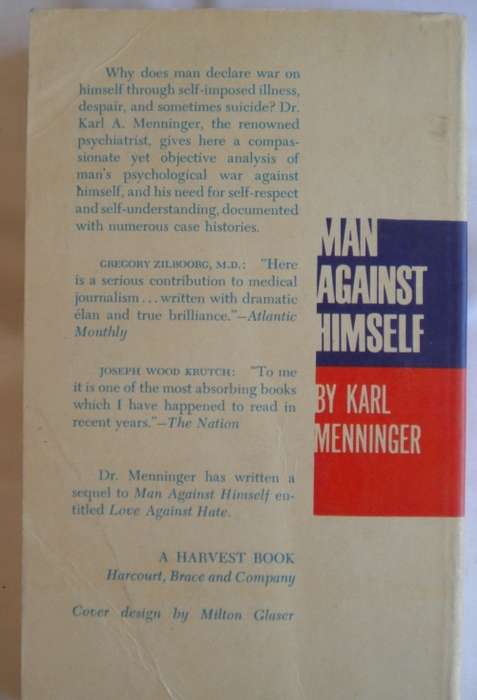 Why does man declare war on
himself through self-imposed illness,
despair, and sometimes suicide? Dr.
Karl A. Menninger, the renowned
psychiatrist, gives here a compas-
sionate yet objective analysis of
man's psychological war against
himself, and his need for self-respect
and self-understanding, documented
with numerous case histories.
GREGORY ZILBOORG, M.D.: "Here
is a serious contribution to medical
journalism . . . written with dramatic
élan and true brilliance."—Atlantic
Monthly
JOSEPH WOOD KRUTCH: "To me
it is one of the most absorbing books
which I have happened to read in
recent years."—The Nation
Dr. Menninger has written a
sequel to Man Against Himself en-
titled Love Against Hate.
A HARVEST BOOK
Harcourt, Brace and Company
Cover design by Milton Glaser
MAN
AGAINST
HIMSELF
BY KARL
MENNINGER